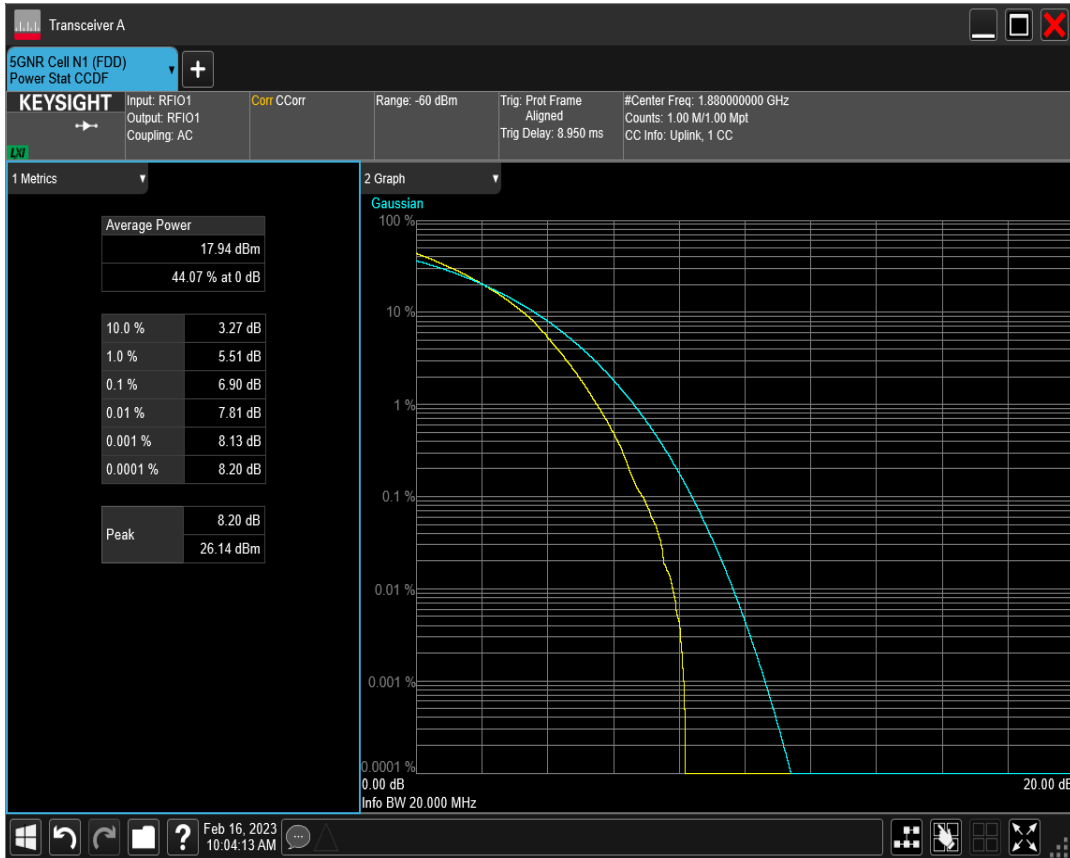 Transceiver A
5GNR Cell N1 (FDD)
Power Stat CCDF
+
KEYSIGHT
LXI
Input: RFIO1
Output: RFIO1
Coupling: AC
Corr CCorr
Range: -60 dBm
Trig: Prot Frame
Aligned
Trig Delay: 8.950 ms
#Center Freq: 1.880000000 GHz
Counts: 1.00 M/1.00 Mpt
CC Info: Uplink, 1 CC
1 Metrics
Average Power
17.94 dBm
44.07 % at 0 dB
10.0 % 3.27 dB
1.0 % 5.51 dB
0.1 % 6.90 dB
0.01 % 7.81 dB
0.001 % 8.13 dB
0.0001 % 8.20 dB
Peak
8.20 dB
26.14 dBm
2 Graph
Gaussian
100 %
10 %
1 %
0.1 %
0.01 %
0.001 %
0.0001 %
0.00 dB 20.00 dB
Info BW 20.000 MHz
?
Feb 16, 2023
10:04:13 AM